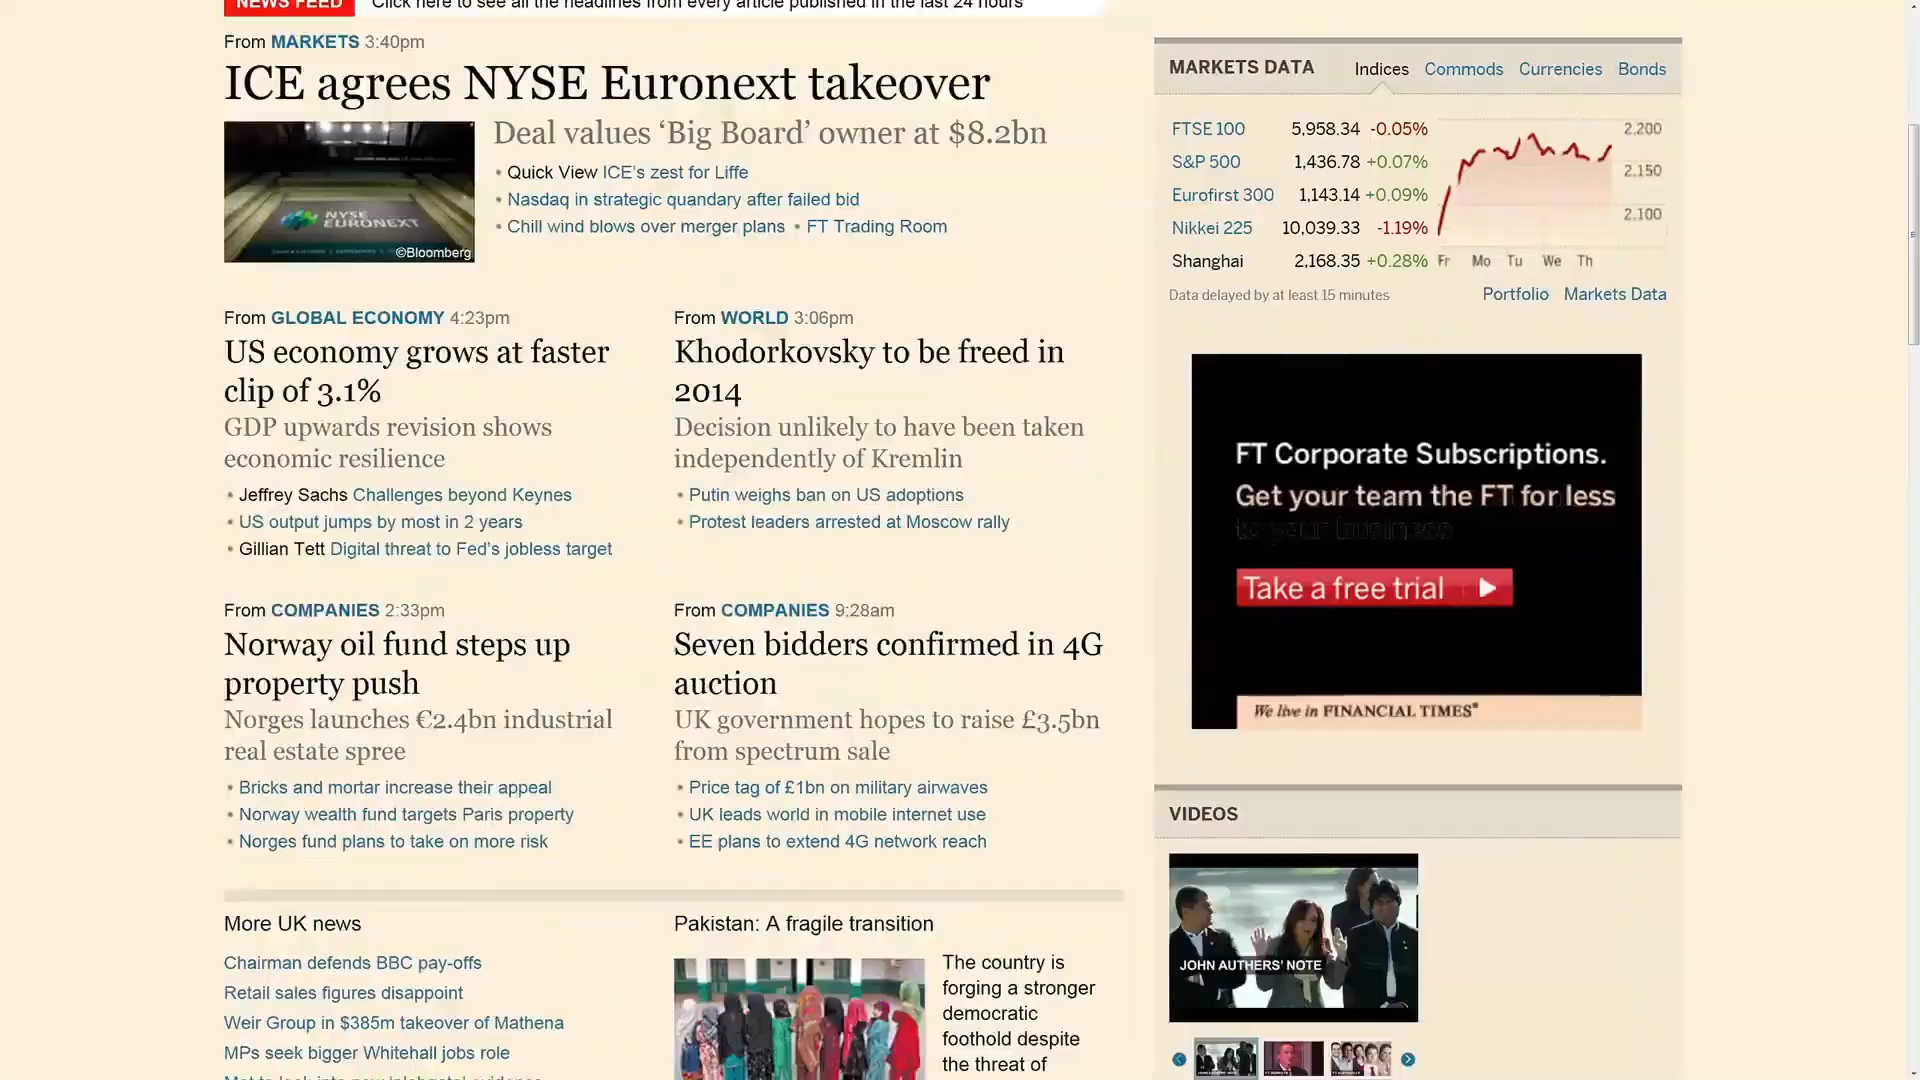 NEWS FEED Click here to see all the headlines from every article published in the last 24 hours
From MARKETS 3:40pm
ICE agrees NYSE Euronext takeover
Deal values ‘Big Board’ owner at $8.2bn
• Quick View ICE’s zest for Liffe
• Nasdaq in strategic quandary after failed bid
• Chill wind blows over merger plans • FT Trading Room
NYSE
EURONEXT
©Bloomberg
From GLOBAL ECONOMY 4:23pm
US economy grows at faster
clip of 3.1%
GDP upwards revision shows
economic resilience
• Jeffrey Sachs Challenges beyond Keynes
• US output jumps by most in 2 years
• Gillian Tett Digital threat to Fed’s jobless target
From WORLD 3:06pm
Khodorkovsky to be freed in
2014
Decision unlikely to have been taken
independently of Kremlin
• Putin weighs ban on US adoptions
• Protest leaders arrested at Moscow rally
From COMPANIES 2:33pm
Norway oil fund steps up
property push
Norges launches €2.4bn industrial
real estate spree
• Bricks and mortar increase their appeal
• Norway wealth fund targets Paris property
• Norges fund plans to take on more risk
From COMPANIES 9:28am
Seven bidders confirmed in 4G
auction
UK government hopes to raise £3.5bn
from spectrum sale
• Price tag of £1bn on military airwaves
• UK leads world in mobile internet use
• EE plans to extend 4G network reach
More UK news
Chairman defends BBC pay-offs
Retail sales figures disappoint
Weir Group in $385m takeover of Mathena
MPs seek bigger Whitehall jobs role
Pakistan: A fragile transition
The country is
forging a stronger
democratic
foothold despite
the threat of
MARKETS DATA Indices Commods Currencies Bonds
FTSE 100 5,958.34 -0.05%
S&P 500 1,436.78 +0.07%
Eurofirst 300 1,143.14 +0.09%
Nikkei 225 10,039.33 -1.19%
Shanghai 2,168.35 +0.28%
2,200
2,150
2,100
Fr Mo Tu We Th
Data delayed by at least 15 minutes
Portfolio Markets Data
FT Corporate Subscriptions.
Get your team the FT for less
to your business
Take a free trial
We live in FINANCIAL TIMES®
VIDEOS
JOHN AUTHERS’ NOTE